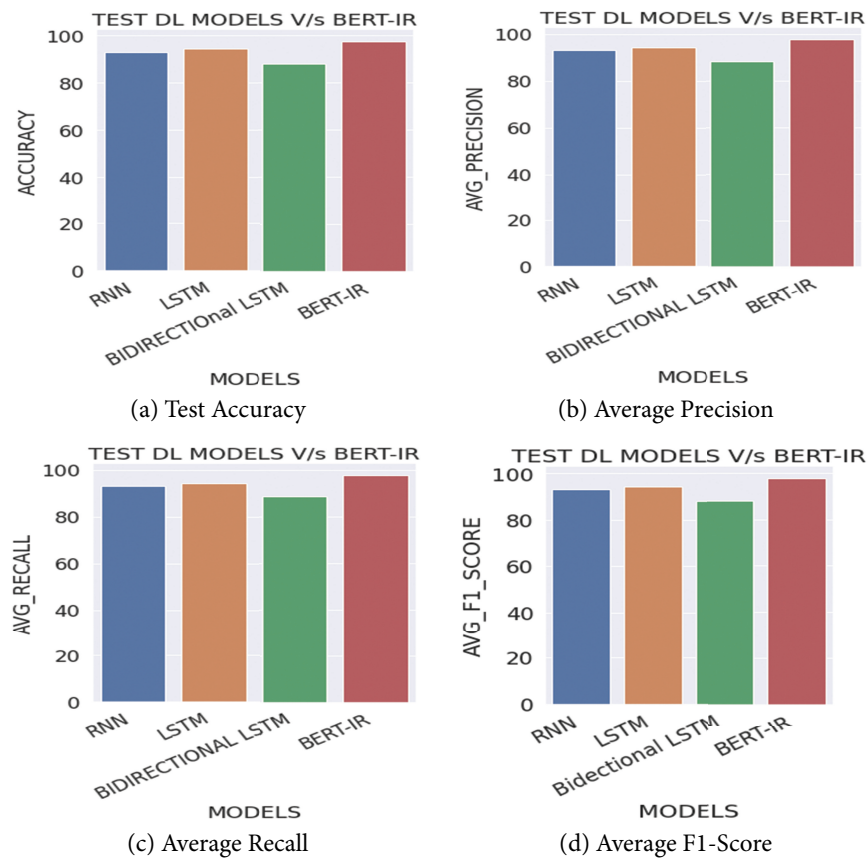 TEST DL MODELS V/s BERT-IR
ACCURACY
100
80
60
40
20
0
RNN
LSTM
BIDIRECTIOnal LSTM
BERT-IR
MODELS
(a) Test Accuracy
TEST DL MODELS V/s BERT-IR
AVG_PRECISION
100
80
60
40
20
0
RNN
LSTM
BIDIRECTIONAL LSTM
BERT-IR
MODELS
(b) Average Precision
TEST DL MODELS V/s BERT-IR
AVG_RECALL
100
80
60
40
20
0
RNN
LSTM
BIDIRECTIONAL LSTM
BERT-IR
MODELS
(c) Average Recall
TEST DL MODELS V/s BERT-IR
AVG_F1_SCORE
100
80
60
40
20
0
RNN
LSTM
Bidectional LSTM
BERT-IR
MODELS
(d) Average F1-Score